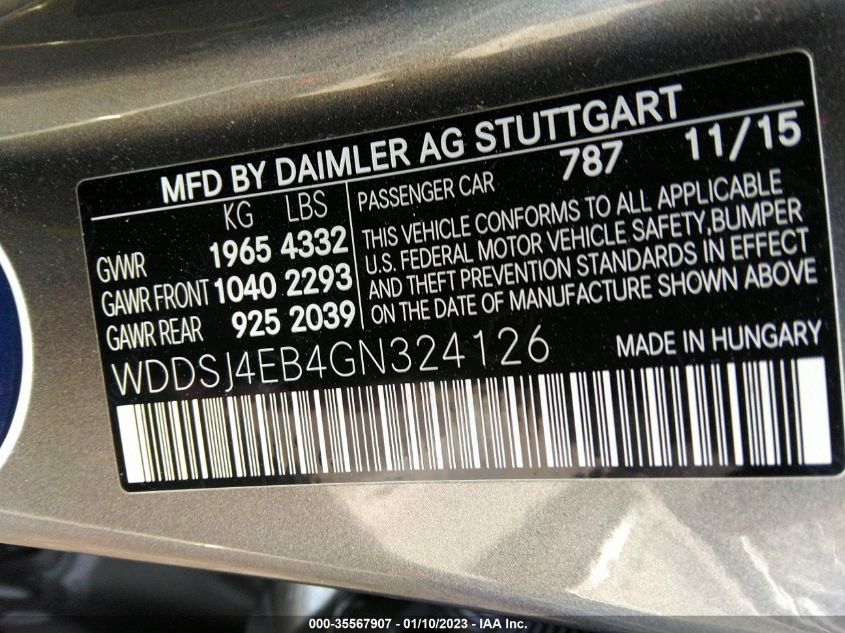 MFD BY DAIMLER AG STUTTGART
KG LBS
GVWR 1965 4332
GAWR FRONT 1040 2293
GAWR REAR 925 2039
PASSENGER CAR 787 11/15
THIS VEHICLE CONFORMS TO ALL APPLICABLE
U.S. FEDERAL MOTOR VEHICLE SAFETY,BUMPER
AND THEFT PREVENTION STANDARDS IN EFFECT
ON THE DATE OF MANUFACTURE SHOWN ABOVE
WDDSJ4EB4GN324126
MADE IN HUNGARY
000-35567907 - 01/10/2023 - IAA Inc.